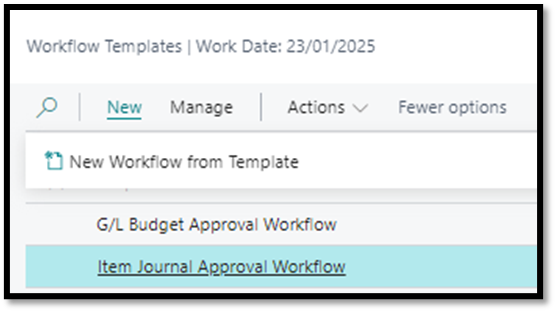 Workflow Templates | Work Date: 23/01/2025
New Manage Actions Fewer options
New Workflow from Template
G/L Budget Approval Workflow
Item Journal Approval Workflow